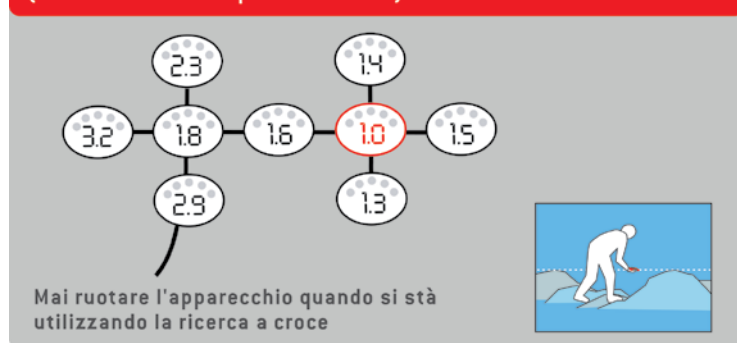 2.3 1.4
3.2 1.8 1.6 1.0 1.5
2.9 1.3
Mai ruotare l'apparecchio quando si stà
utilizzando la ricerca a croce